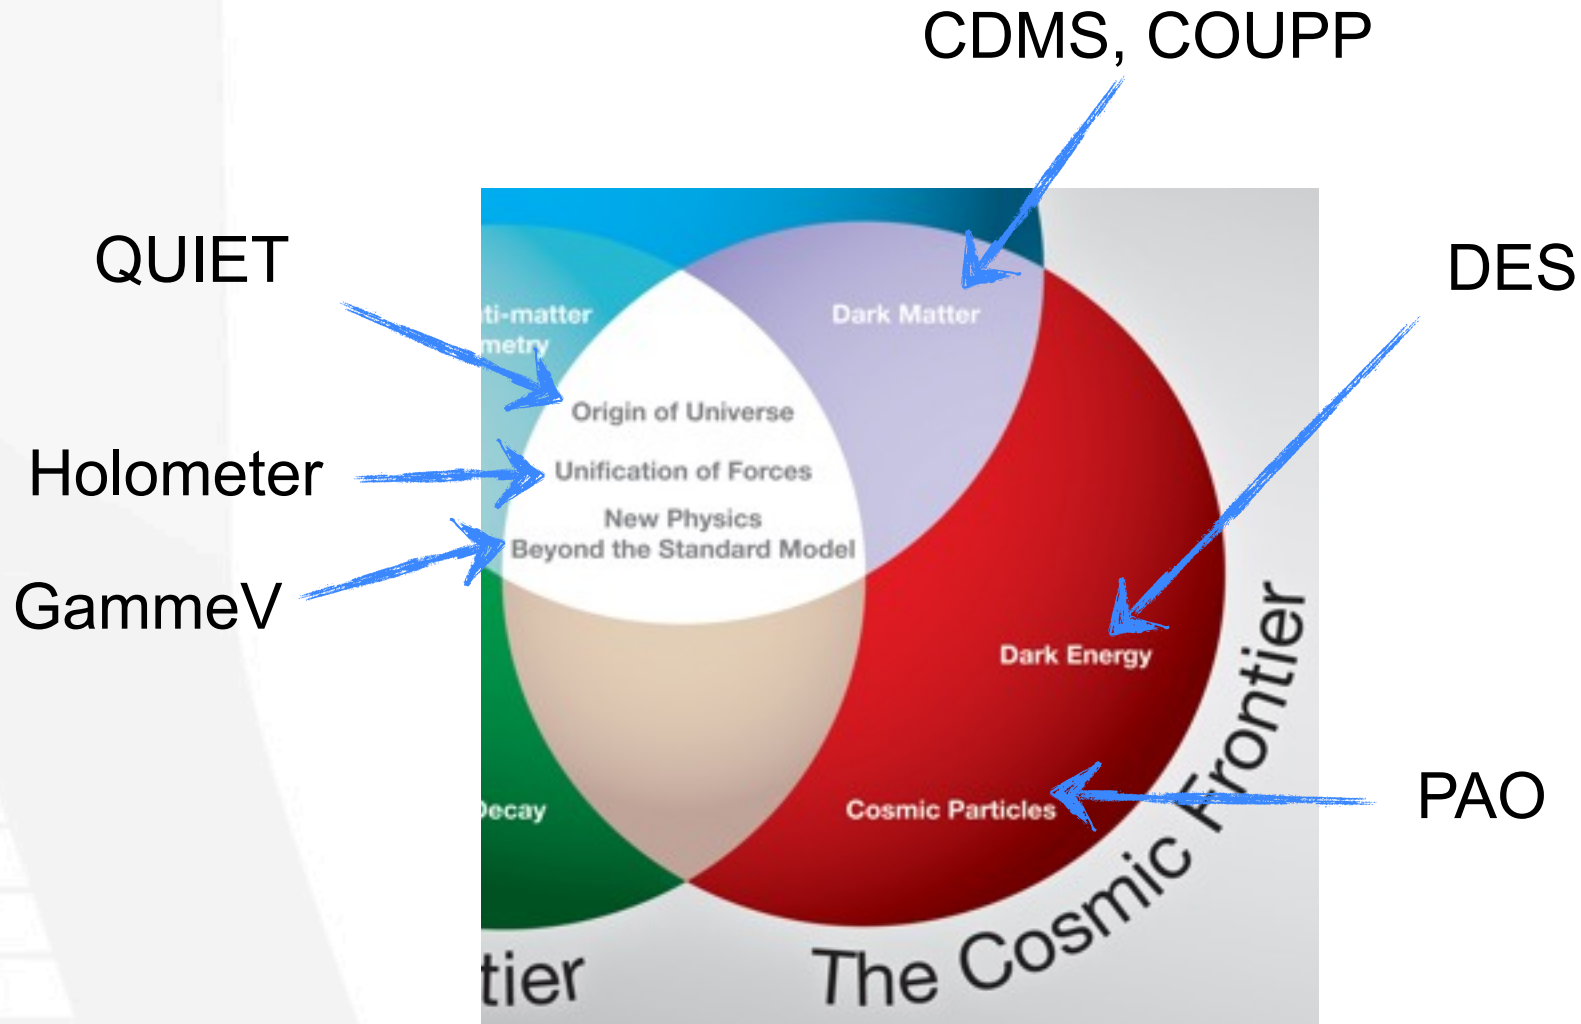 CDMS, COUPP
QUIET
DES
ti-matter
metry
Dark Matter
Origin of Universe
Holometer
Unification of Forces
New Physics
Beyond the Standard Model
GammeV
Dark Energy
PAO
Decay
Cosmic Particles
tier
The Cosmic Frontier